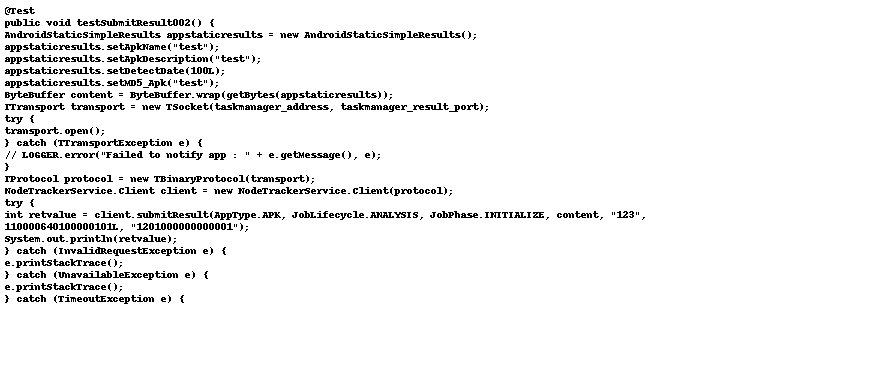 @Test
public void testSubmitResult002() {
AndroidStaticSimpleResults appstaticresults = new AndroidStaticSimpleResults();
appstaticresults.setApkName("test");
appstaticresults.setApkDescription("test");
appstaticresults.setDetectDate(100L);
appstaticresults.setMD5_Apk("test");
ByteBuffer content = ByteBuffer.wrap(getBytes(appstaticresults));
TTransport transport = new TSocket(taskmanager_address, taskmanager_result_port);
try {
transport.open();
} catch (TTransportException e) {
// LOGGER.error("Failed to notify app : " + e.getMessage(), e);
}
TProtocol protocol = new TBinaryProtocol(transport);
NodeTrackerService.Client client = new NodeTrackerService.Client(protocol);
try {
int retvalue = client.submitResult(AppType.APK, JobLifecycle.ANALYSIS, JobPhase.INITIALIZE, content, "123",
110000640100000101L, "1201000000000001");
System.out.println(retvalue);
} catch (InvalidRequestException e) {
e.printStackTrace();
} catch (UnavailableException e) {
e.printStackTrace();
} catch (TimeoutException e) {